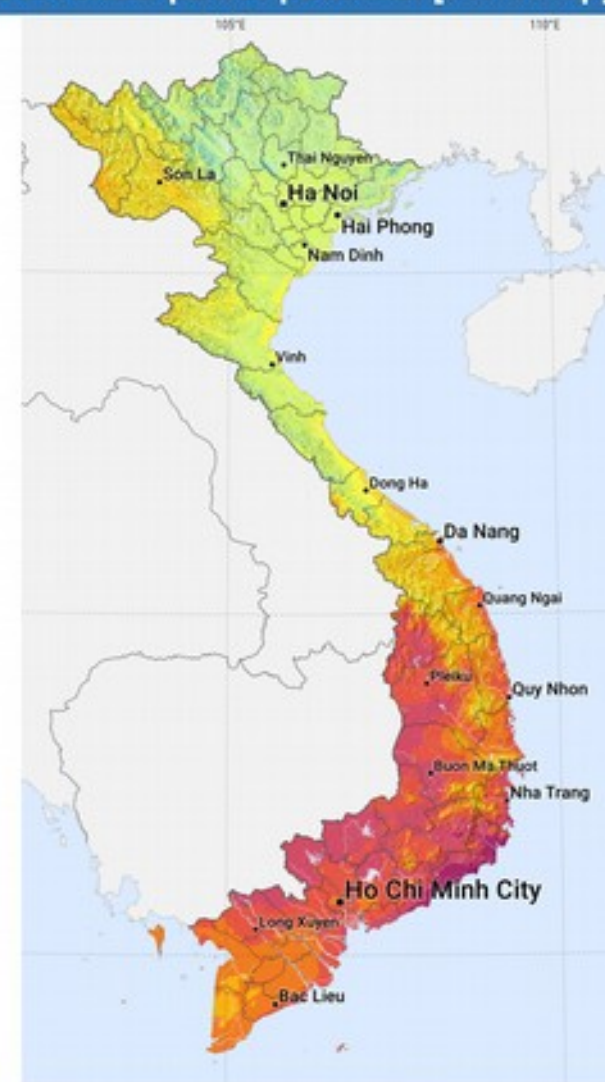 105°E
110°E
Thai Nguyen
Son La
Ha Noi
Hai Phong
Nam Dinh
Vinh
Dong Ha
Da Nang
Quang Ngai
Pleiku
Quy Nhon
Buon Ma Thuot
Nha Trang
Ho Chi Minh City
Long Xuyen
Bac Lieu